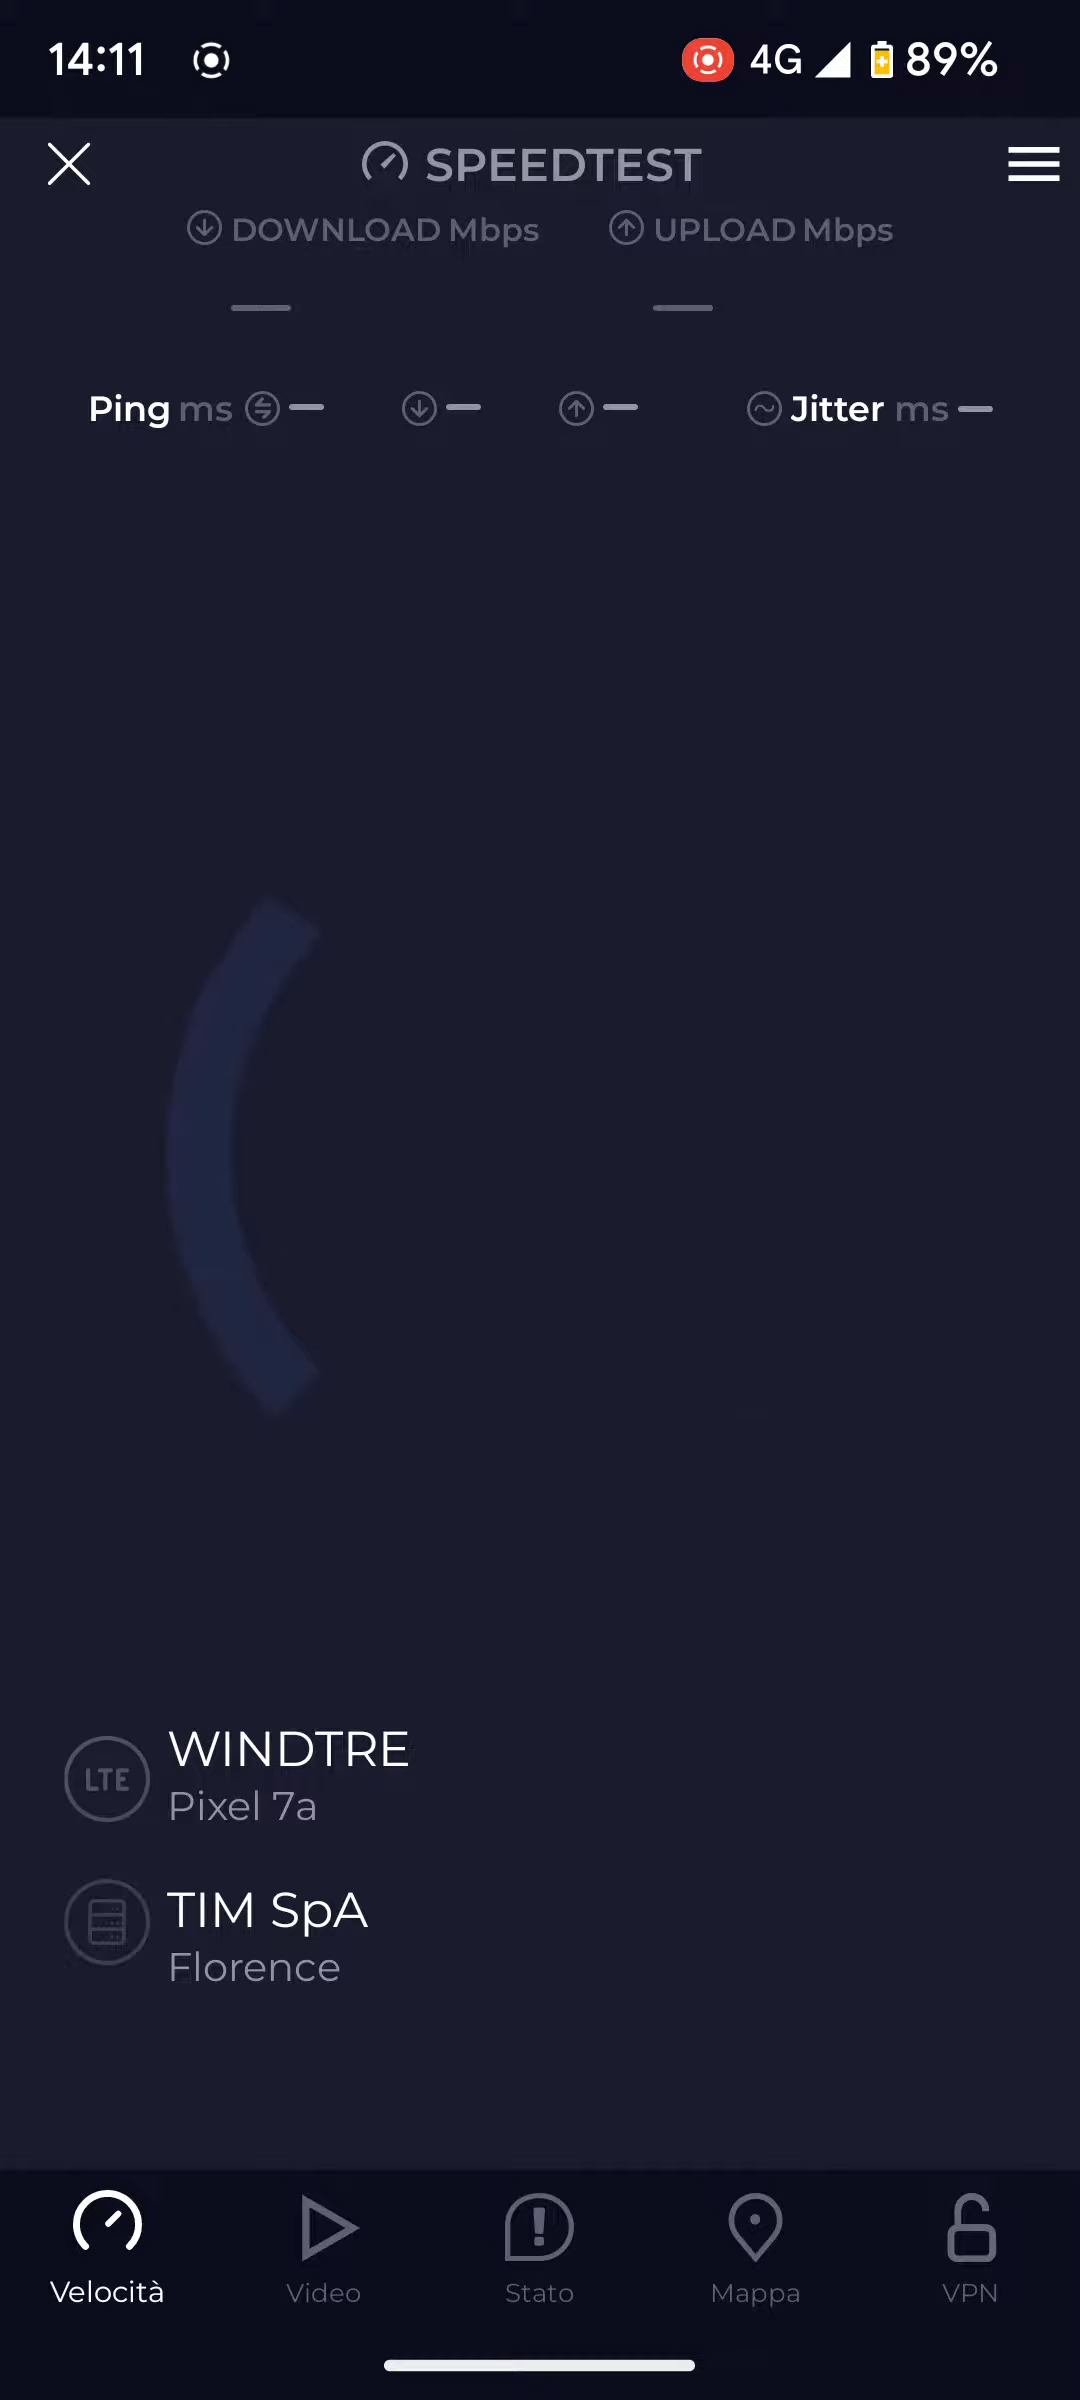 14:11 4G 89%
SPEEDTEST
DOWNLOAD Mbps UPLOAD Mbps
Ping ms Jitter ms
LTE WINDTRE
Pixel 7a
TIM SpA
Florence
Velocità Video Stato Mappa VPN